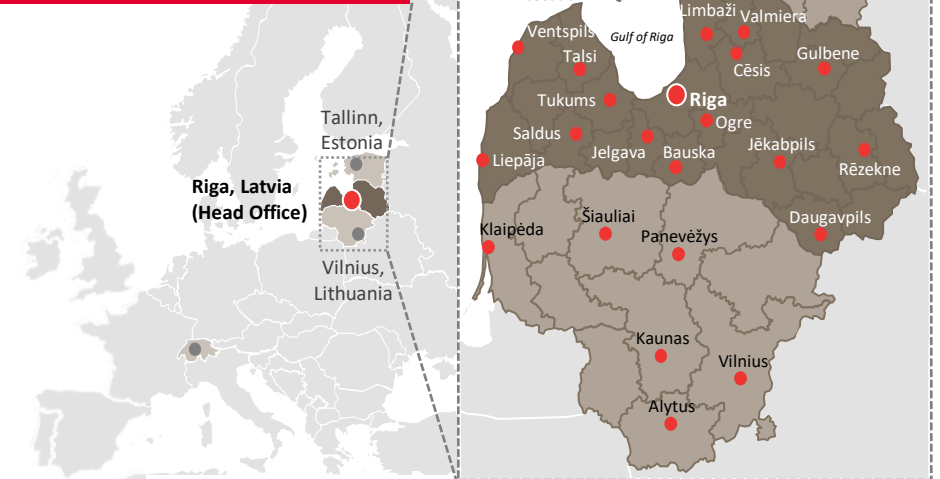 Tallinn,
Estonia
Riga, Latvia
(Head Office)
Vilnius,
Lithuania
Limbaži
Valmiera
Ventspils
Gulf of Riga
Talsi
Cēsis
Gulbene
Tukums
Riga
Ogre
Saldus
Jelgava
Bauska
Jēkabpils
Liepāja
Rēzekne
Daugavpils
Klaipėda
Šiauliai
Panevėžys
Kaunas
Vilnius
Alytus